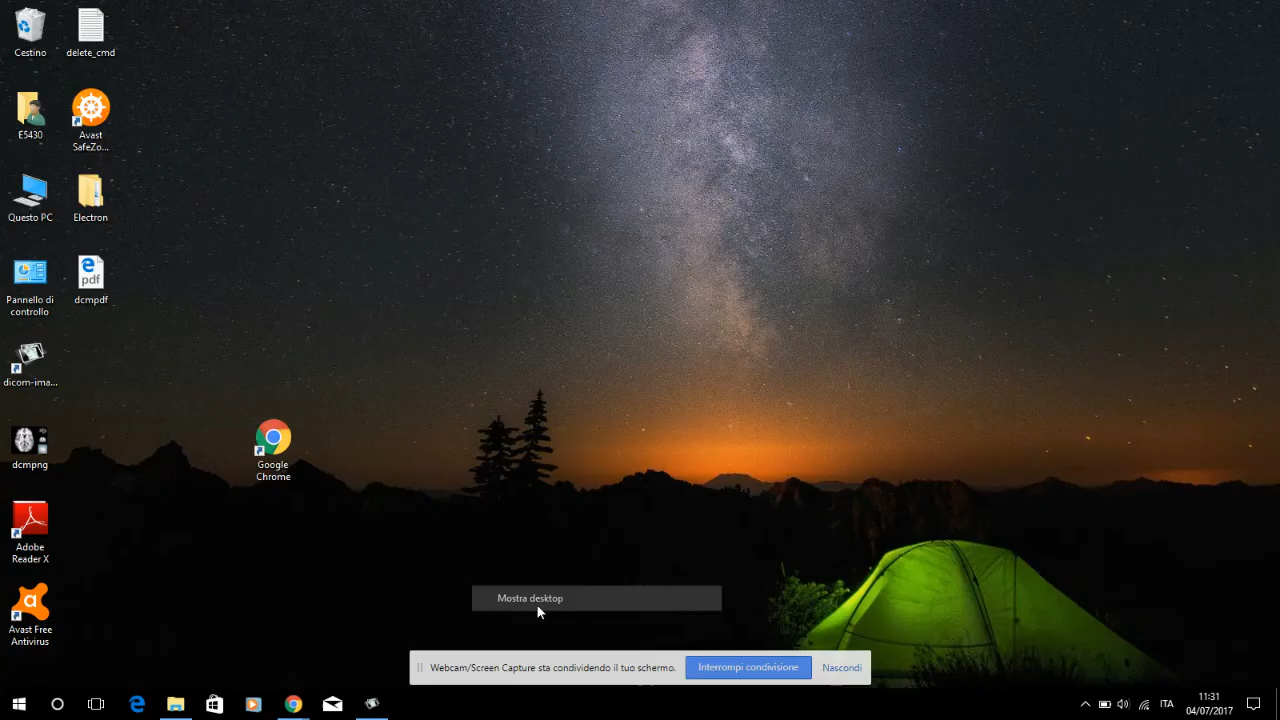 Cestino
delete_cmd
E5430
Avast
SafeZo...
Questo PC
Electron
Pannello di
controllo
pdf
dcmpdf
dicom-ima...
dcmpng
Google
Chrome
Adobe
Reader X
Avast Free
Antivirus
Mostra desktop
Webcam/Screen Capture sta condividendo il tuo schermo.
Interrompi condivisione
Nascondi
ITA
11:31
04/07/2017